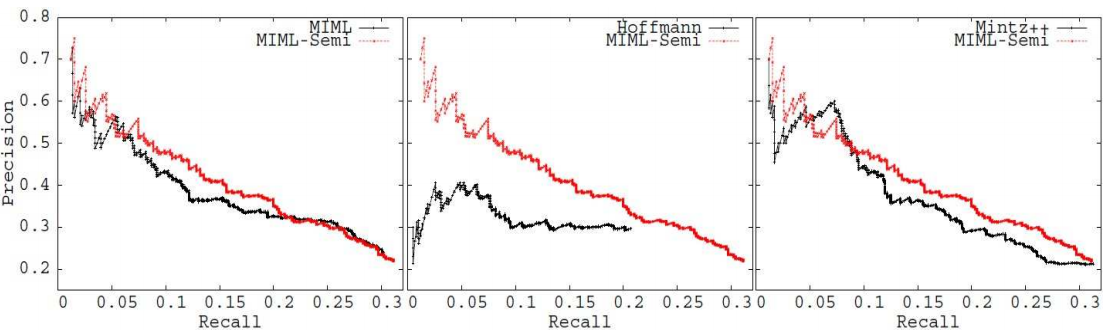 0.8
0.7
0.6
0.5
0.4
0.3
0.2
Precision
MIML
MIML-Semi
0 0.05 0.1 0.15 0.2 0.25 0.3
Recall
Hoffmann
MIML-Semi
0 0.05 0.1 0.15 0.2 0.25 0.3
Recall
Mintz++
MIML-Semi
0 0.05 0.1 0.15 0.2 0.25 0.3
Recall